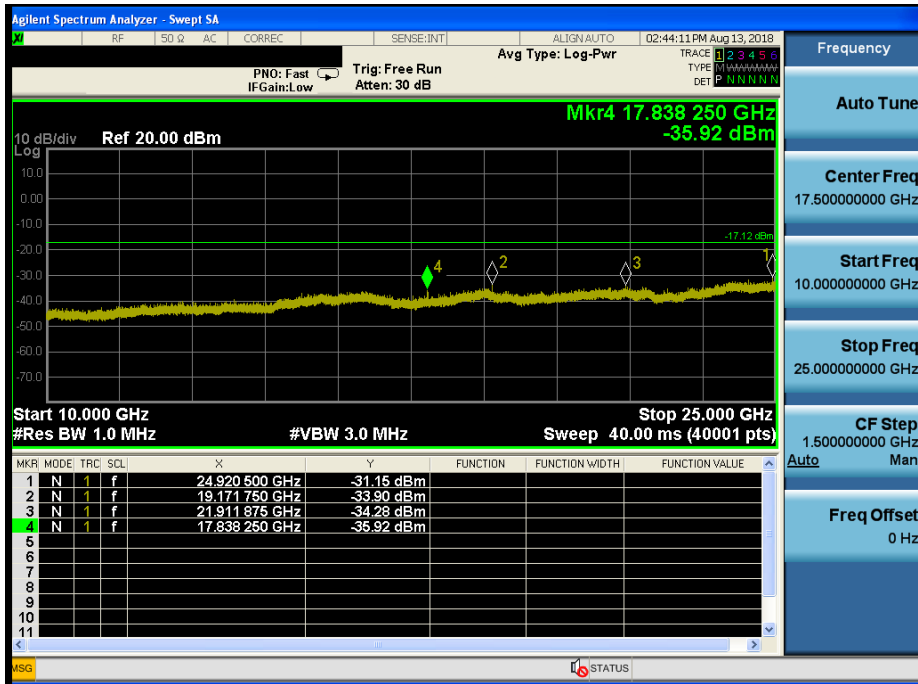 Agilent Spectrum Analyzer - Swept SA
RF 50 Ω AC CORREC SENSE:INT ALIGN AUTO 02:44:11 PM Aug 13, 2018
PNO: Fast
IFGain:Low
Trig: Free Run
Atten: 30 dB
Avg Type: Log-Pwr
TRACE 1 2 3 4 5 6
TYPE M W W W W W
DET P N N N N N
Mkr4 17.838 250 GHz
-35.92 dBm
10 dB/div Ref 20.00 dBm
Log
10.0
0.00
-10.0
-20.0
-30.0
-40.0
-50.0
-60.0
-70.0
-17.12 dBm
4 2 3 1
Start 10.000 GHz Stop 25.000 GHz
#Res BW 1.0 MHz #VBW 3.0 MHz Sweep 40.00 ms (40001 pts)
MKR MODE TRC SCL X Y FUNCTION FUNCTION WIDTH FUNCTION VALUE
1 N 1 f 24.920 500 GHz -31.15 dBm
2 N 1 f 19.171 750 GHz -33.90 dBm
3 N 1 f 21.911 875 GHz -34.28 dBm
4 N 1 f 17.838 250 GHz -35.92 dBm
5
6
7
8
9
10
11
MSG STATUS
Frequency
Auto Tune
Center Freq
17.500000000 GHz
Start Freq
10.000000000 GHz
Stop Freq
25.000000000 GHz
CF Step
1.500000000 GHz
Auto Man
Freq Offset
0 Hz